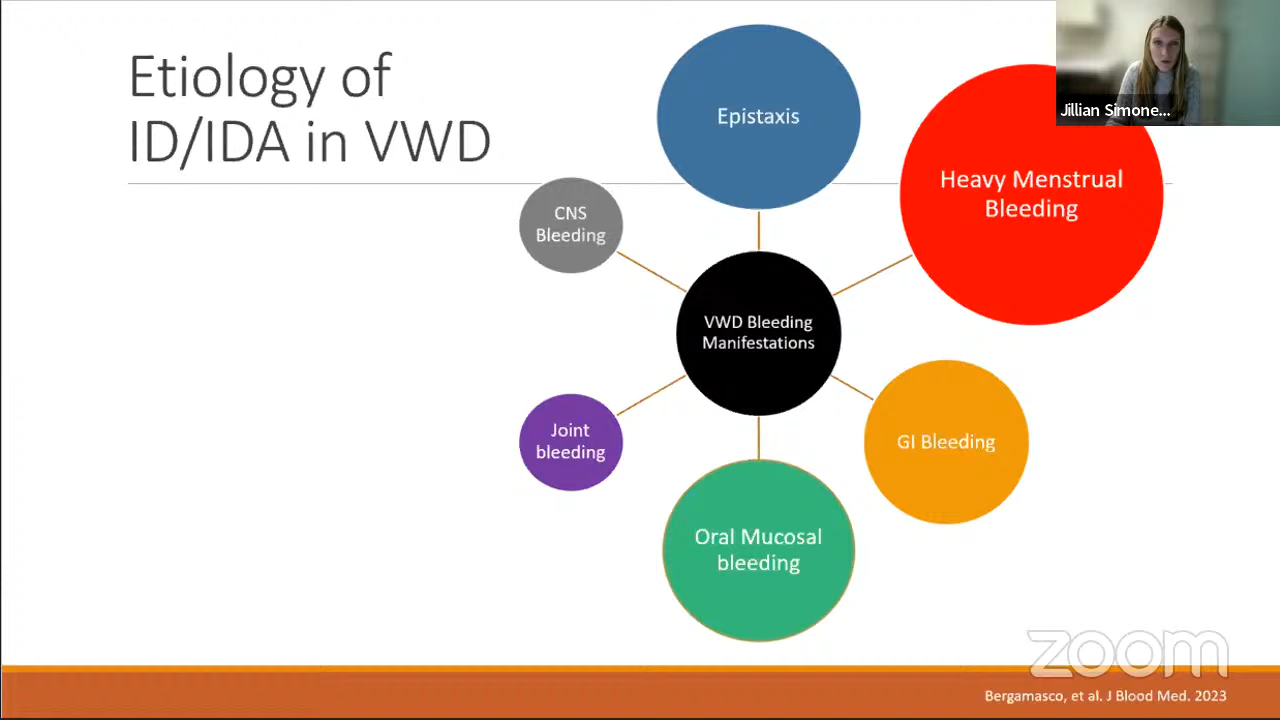 Etiology of
ID/IDA in VWD
Epistaxis
Jillian Simone...
Heavy Menstrual
Bleeding
CNS
Bleeding
VWD Bleeding
Manifestations
Joint
bleeding
GI Bleeding
Oral Mucosal
bleeding
zoom
Bergamasco, et al. J Blood Med. 2023